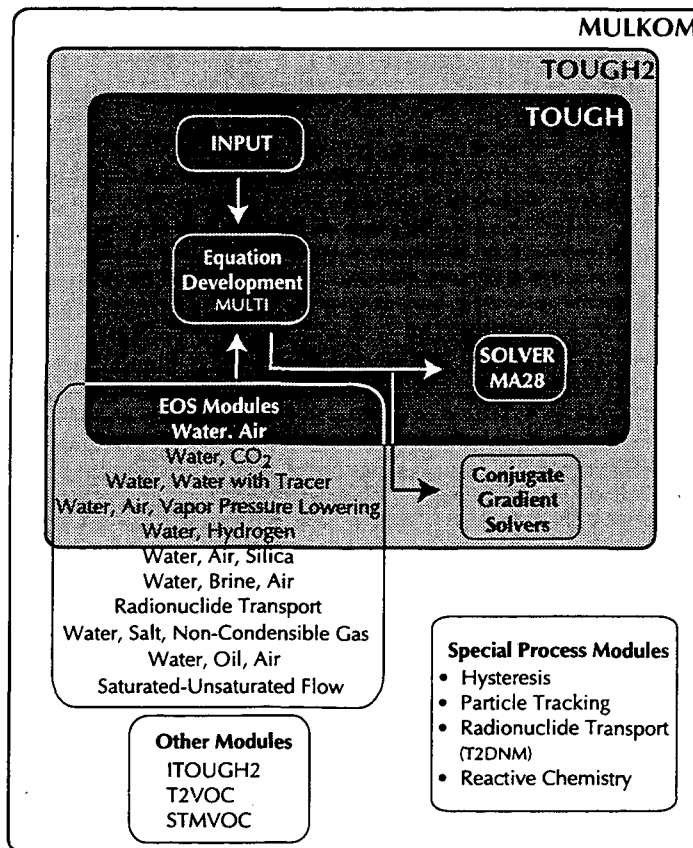 MULKOM
TOUGH2
TOUGH
INPUT
Equation
Development
MULTI
SOLVER
MA28
EOS Modules
Water. Air
Water, CO2
Water, Water with Tracer
Water, Air, Vapor Pressure Lowering
Water, Hydrogen
Water, Air, Silica
Water, Brine, Air
Radionuclide Transport
Water, Salt, Non-Condensible Gas
Water, Oil, Air
Saturated-Unsaturated Flow
Conjugate
Gradient
Solvers
Special Process Modules
• Hysteresis
• Particle Tracking
• Radionuclide Transport
(T2DNM)
• Reactive Chemistry
Other Modules
ITOUGH2
T2VOC
STMVOC